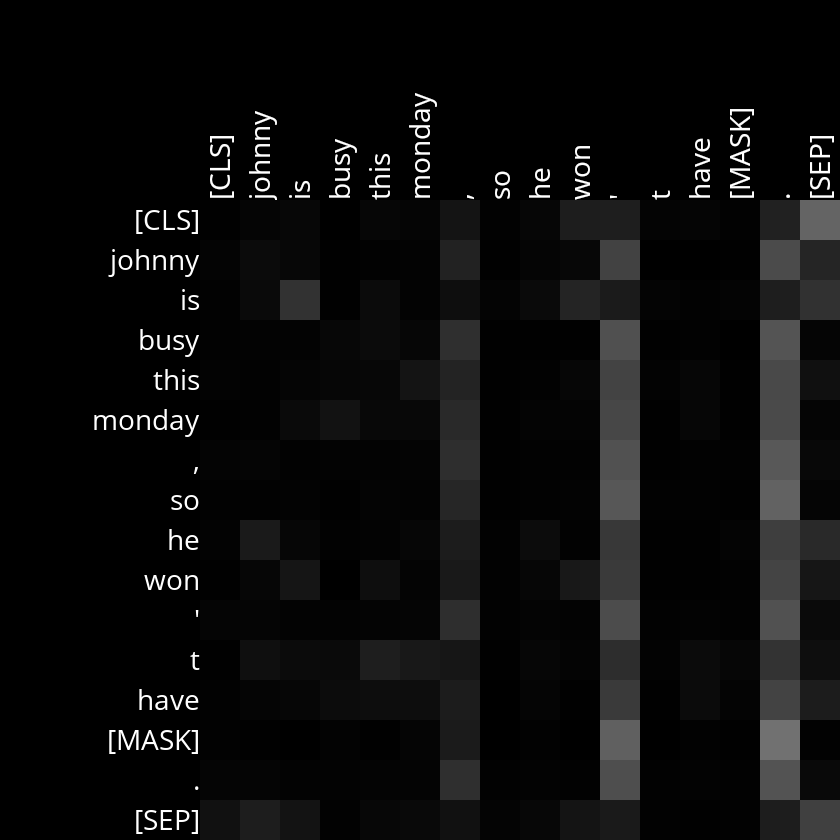 [CLS] johnny is busy this monday , so he won ' t have [MASK] . [SEP]
[CLS]
johnny
is
busy
this
monday
,
so
he
won
'
t
have
[MASK]
.
[SEP]